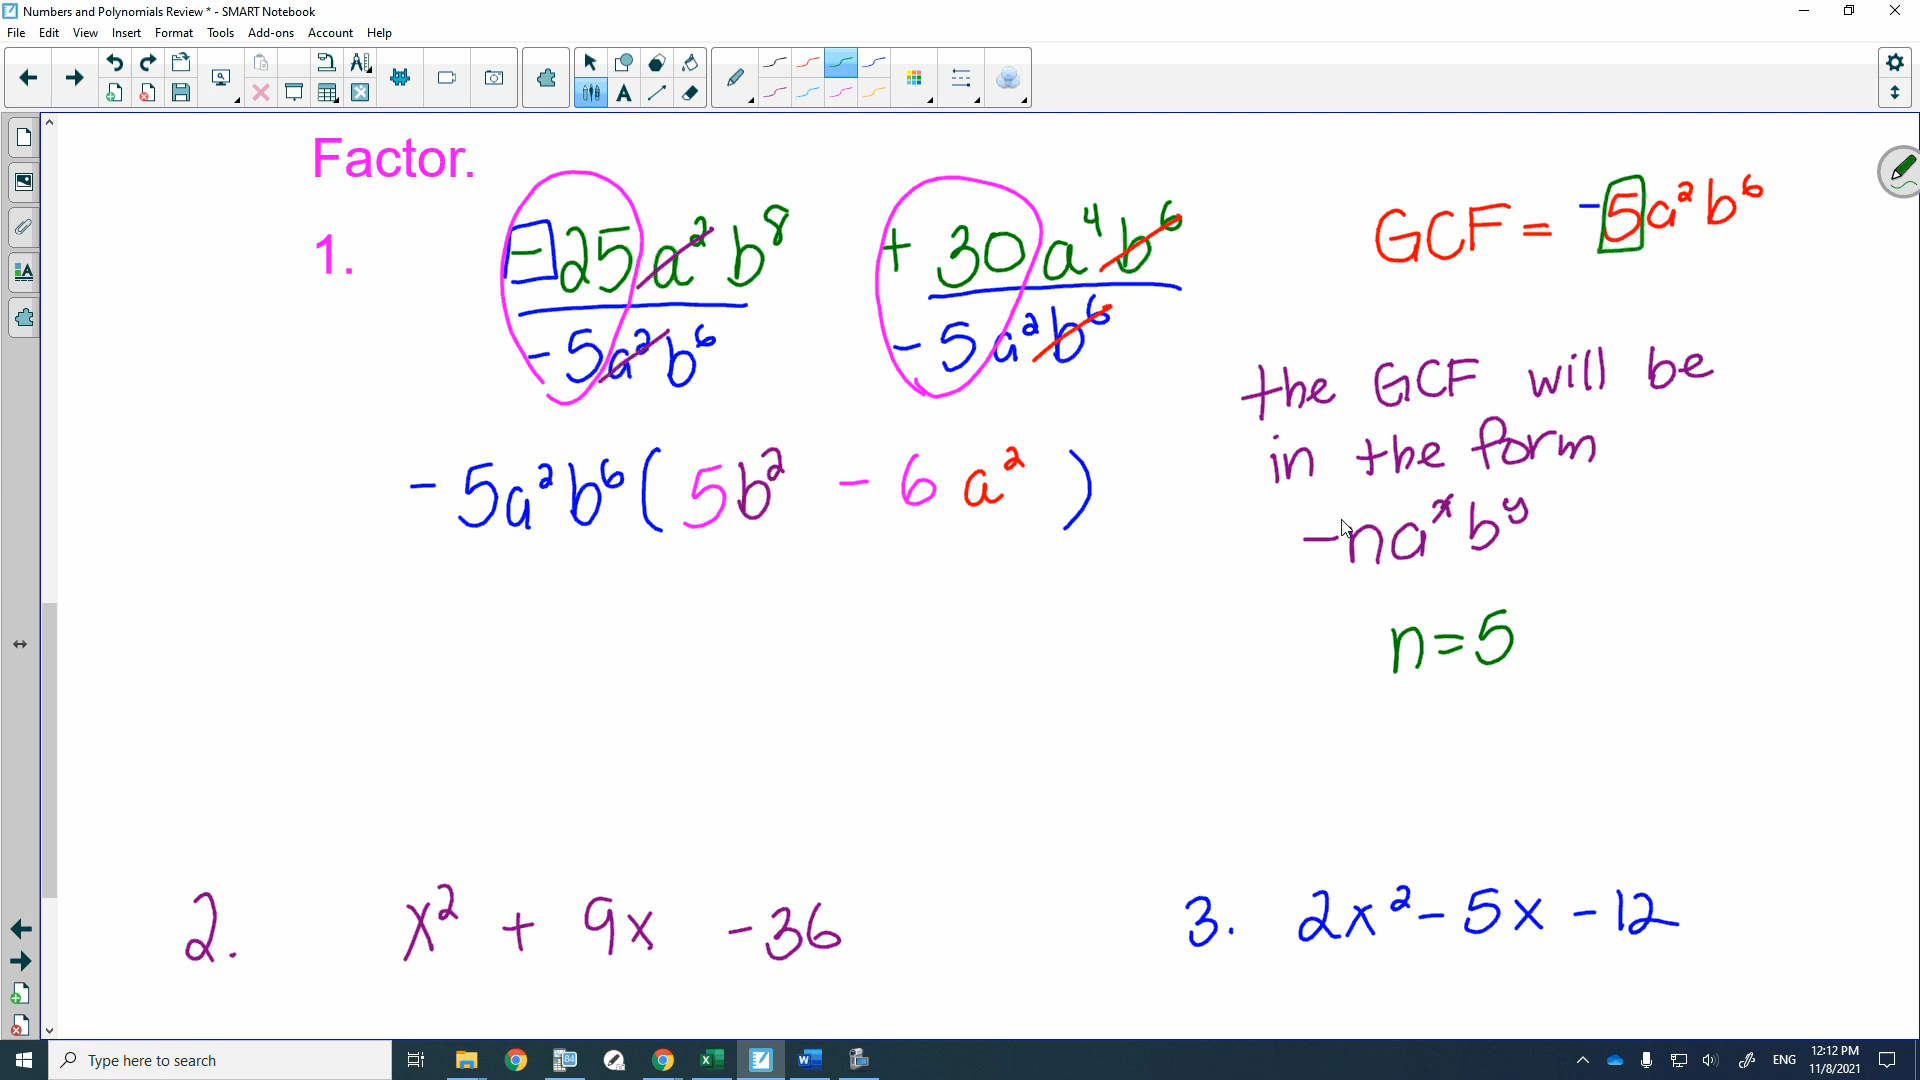 Numbers and Polynomials Review * - SMART Notebook
File Edit View Insert Format Tools Add-ons Account Help
Factor.
1. -25a²b⁸ + 30a⁴b⁶
-5a²b⁶ -5a²b⁶
GCF = -5a²b⁶
the GCF will be
in the form
-naˣbʸ
n=5
-5a²b⁶(5b² - 6a²)
2. x² + 9x -36
3. 2x² - 5x -12
Type here to search
84
ENG
12:12 PM
11/8/2021